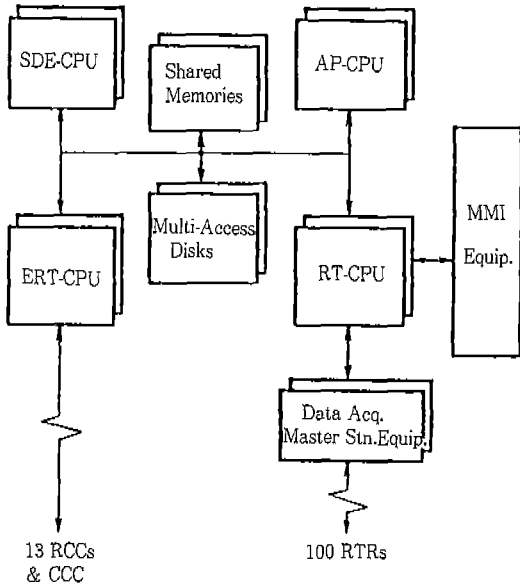 SDE-CPU
Shared
Memories
AP-CPU
Multi-Access
Disks
MMI
Equip.
ERT-CPU
RT-CPU
Data Acq.
Master Stn.Equip.
13 RCCs
& CCC
100 RTRs